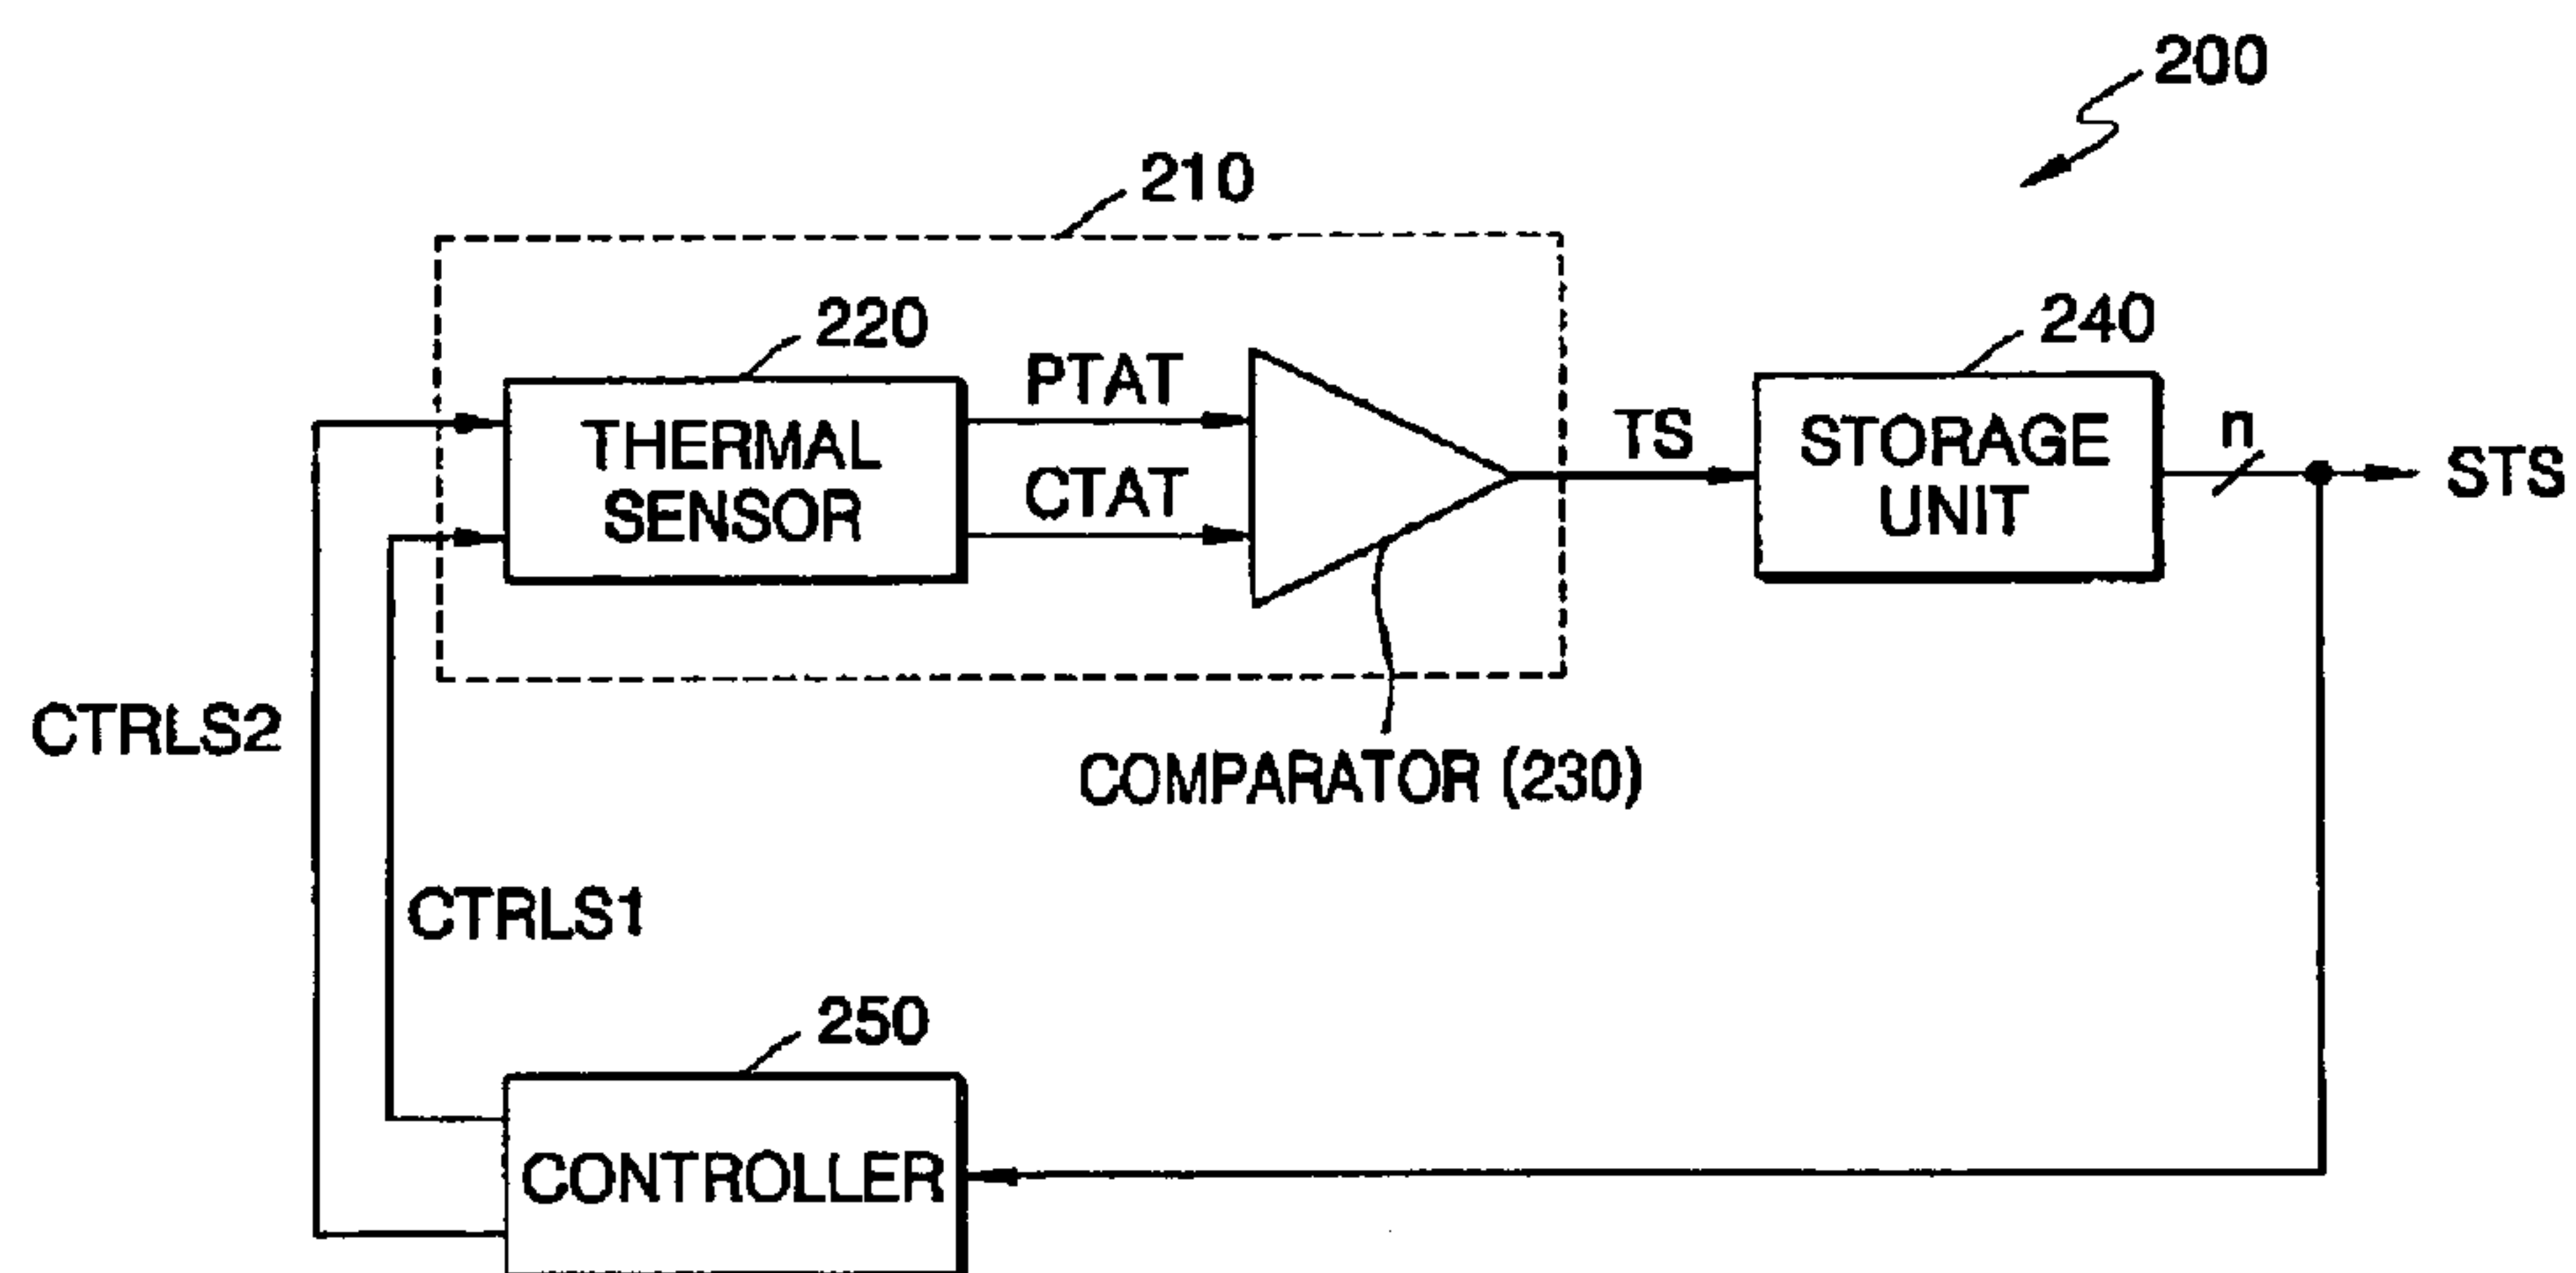 200
210
220
240
PTAT
THERMAL
SENSOR
CTAT
TS
STORAGE
UNIT
n
STS
CTRLS2
COMPARATOR (230)
CTRLS1
250
CONTROLLER